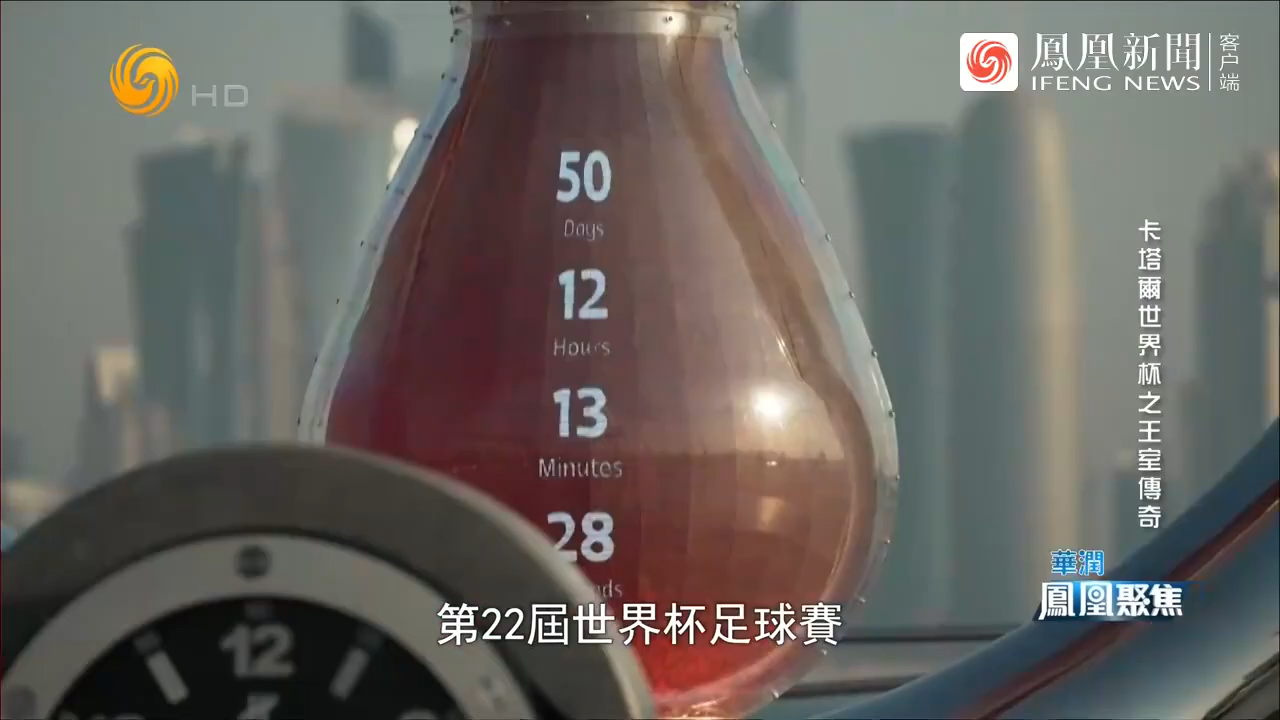 HD
鳳凰新聞
IFENG NEWS
客户端
50
Days
12
Hours
13
Minutes
28
卡塔爾世界杯之王室傳奇
華潤
鳳凰聚焦
第22屆世界杯足球賽
12